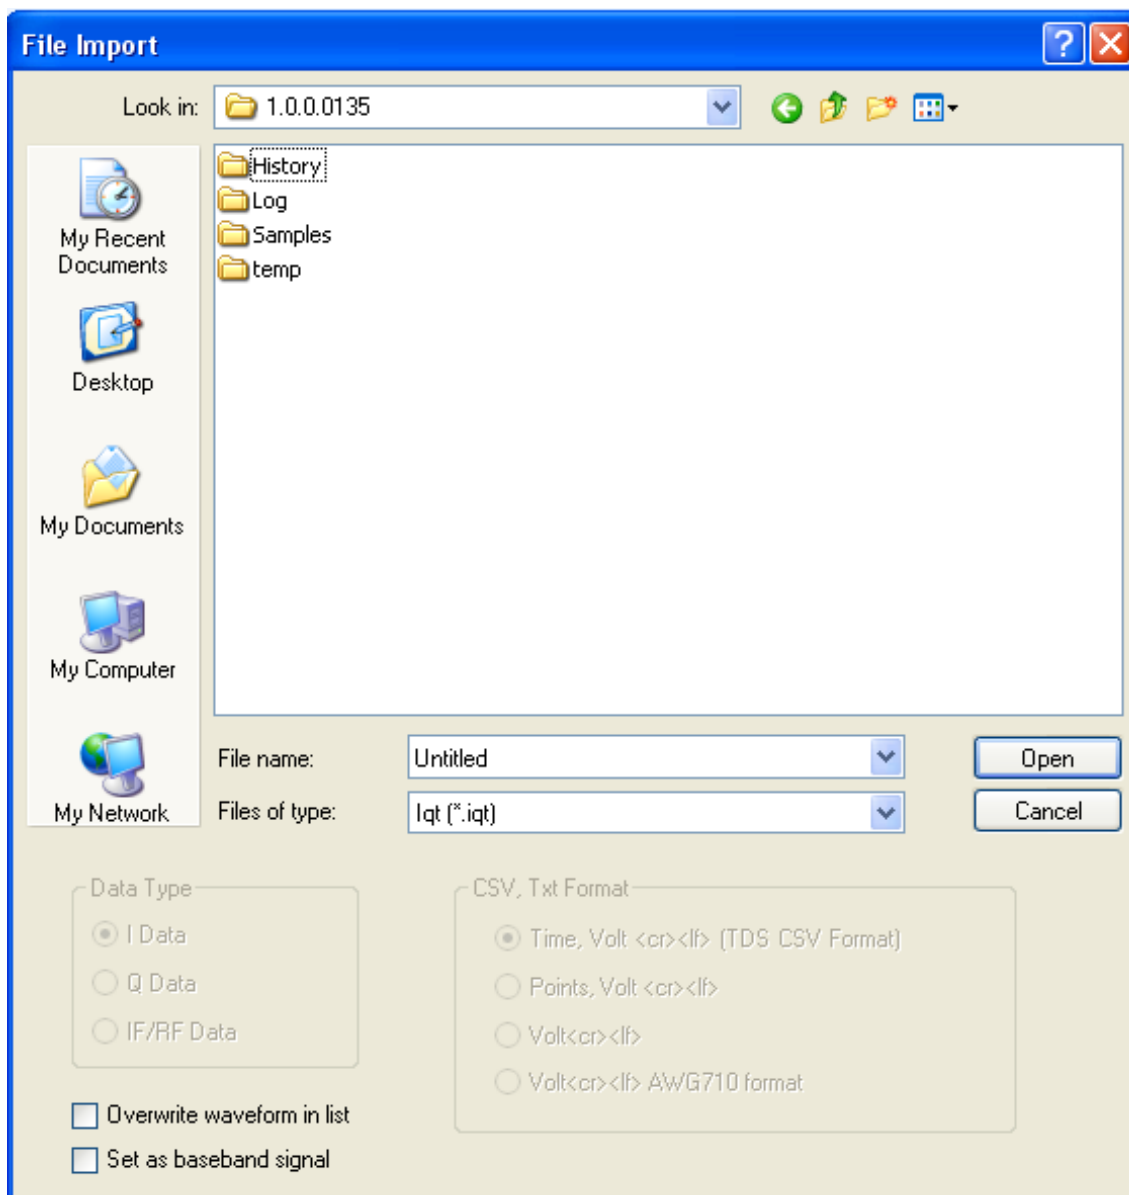 File Import
Look in: 1.0.0.0135
History
Log
Samples
temp
My Recent
Documents
Desktop
My Documents
My Computer
My Network
File name: Untitled Open
Files of type: Iqt (*.iqt) Cancel
Data Type
I Data
Q Data
IF/RF Data
CSV, Txt Format
Time, Volt <cr><lf> (TDS CSV Format)
Points, Volt <cr><lf>
Volt<cr><lf>
Volt<cr><lf> AWG710 format
Overwrite waveform in list
Set as baseband signal